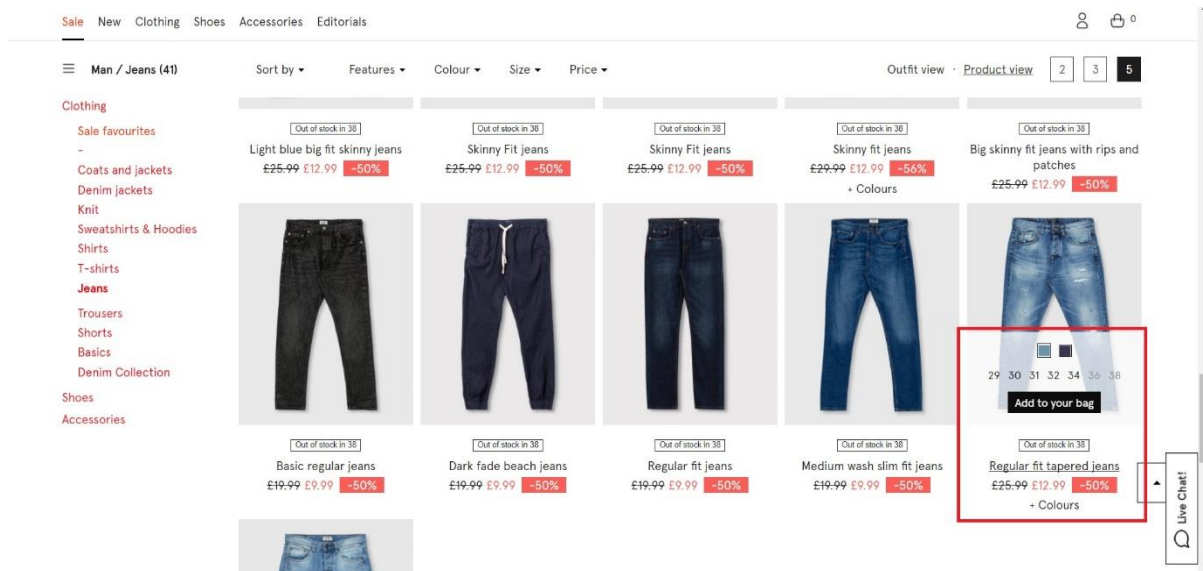 Sale New Clothing Shoes Accessories Editorials 0
Man / Jeans (41) Sort by Features Colour Size Price Outfit view · Product view 2 3 5
Clothing
Sale favourites
-
Coats and jackets
Denim jackets
Knit
Sweatshirts & Hoodies
Shirts
T-shirts
Jeans
Trousers
Shorts
Basics
Denim Collection
Shoes
Accessories
Out of stock in 38
Light blue big fit skinny jeans
£25.99 £12.99 -50%
Out of stock in 38
Skinny Fit jeans
£25.99 £12.99 -50%
Out of stock in 38
Skinny Fit jeans
£25.99 £12.99 -50%
Out of stock in 38
Skinny fit jeans
£29.99 £12.99 -56%
+ Colours
Out of stock in 38
Big skinny fit jeans with rips and
patches
£25.99 £12.99 -50%
Out of stock in 38
Basic regular jeans
£19.99 £9.99 -50%
Out of stock in 38
Dark fade beach jeans
£19.99 £9.99 -50%
Out of stock in 38
Regular fit jeans
£19.99 £9.99 -50%
Out of stock in 38
Medium wash slim fit jeans
£19.99 £9.99 -50%
29 30 31 32 34 36 38
Add to your bag
Out of stock in 38
Regular fit tapered jeans
£25.99 £12.99 -50%
+ Colours
Live Chat!